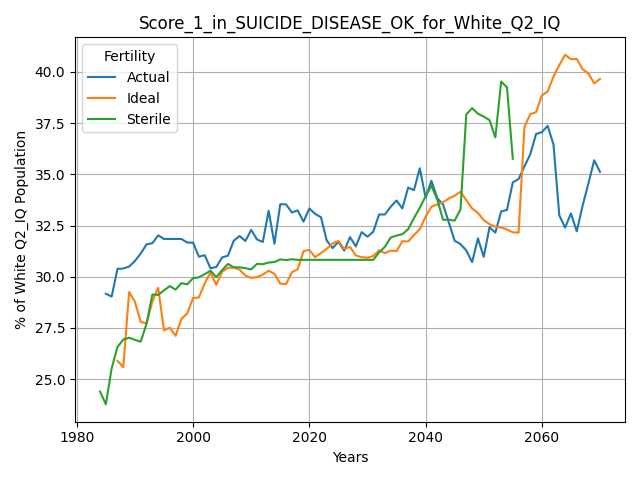 Score_1_in_SUICIDE_DISEASE_OK_for_White_Q2_IQ
Fertility
Actual
Ideal
Sterile
% of White Q2_IQ Population
40.0
37.5
35.0
32.5
30.0
27.5
25.0
1980
2000
2020
2040
2060
Years